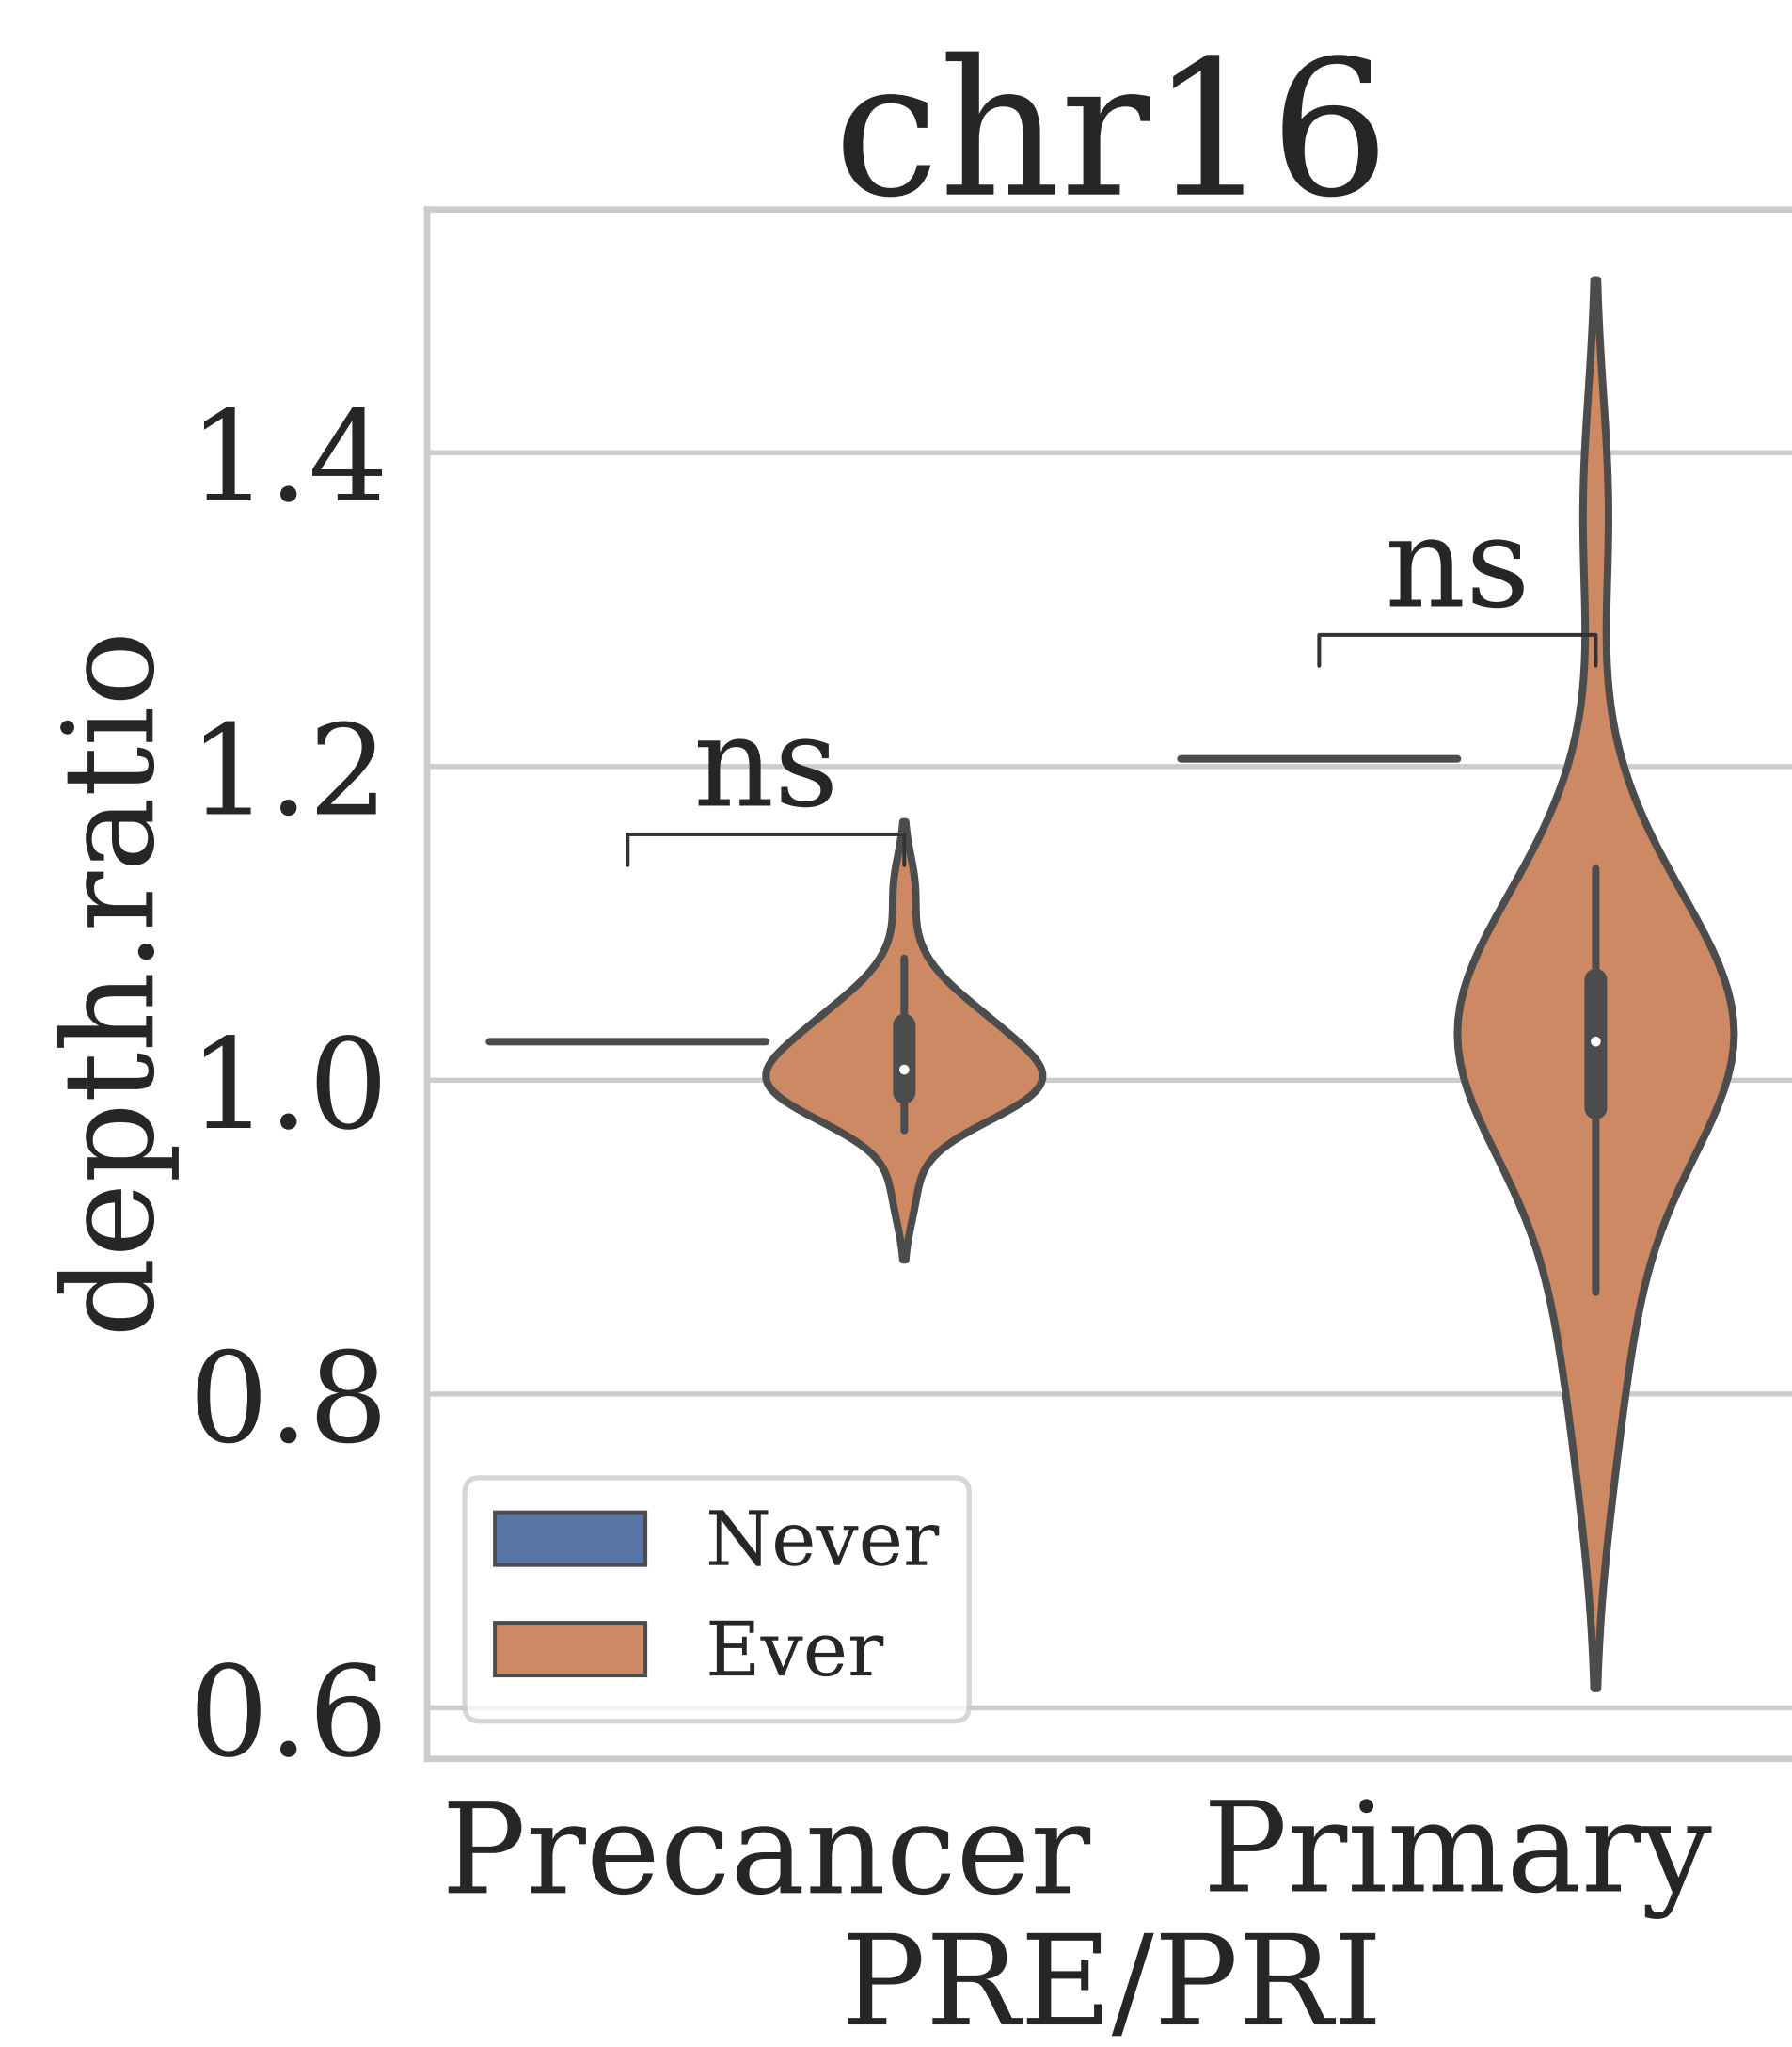 chr16
depth.ratio
1.4
1.2
1.0
0.8
0.6
ns
ns
Never
Ever
Precancer Primary
PRE/PRI